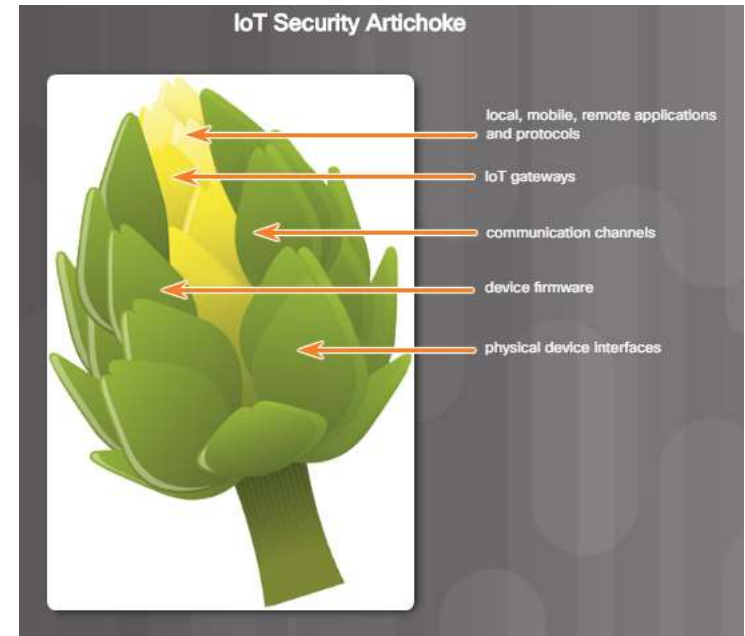 IoT Security Artichoke
local, mobile, remote applications
and protocols
IoT gateways
communication channels
device firmware
physical device interfaces